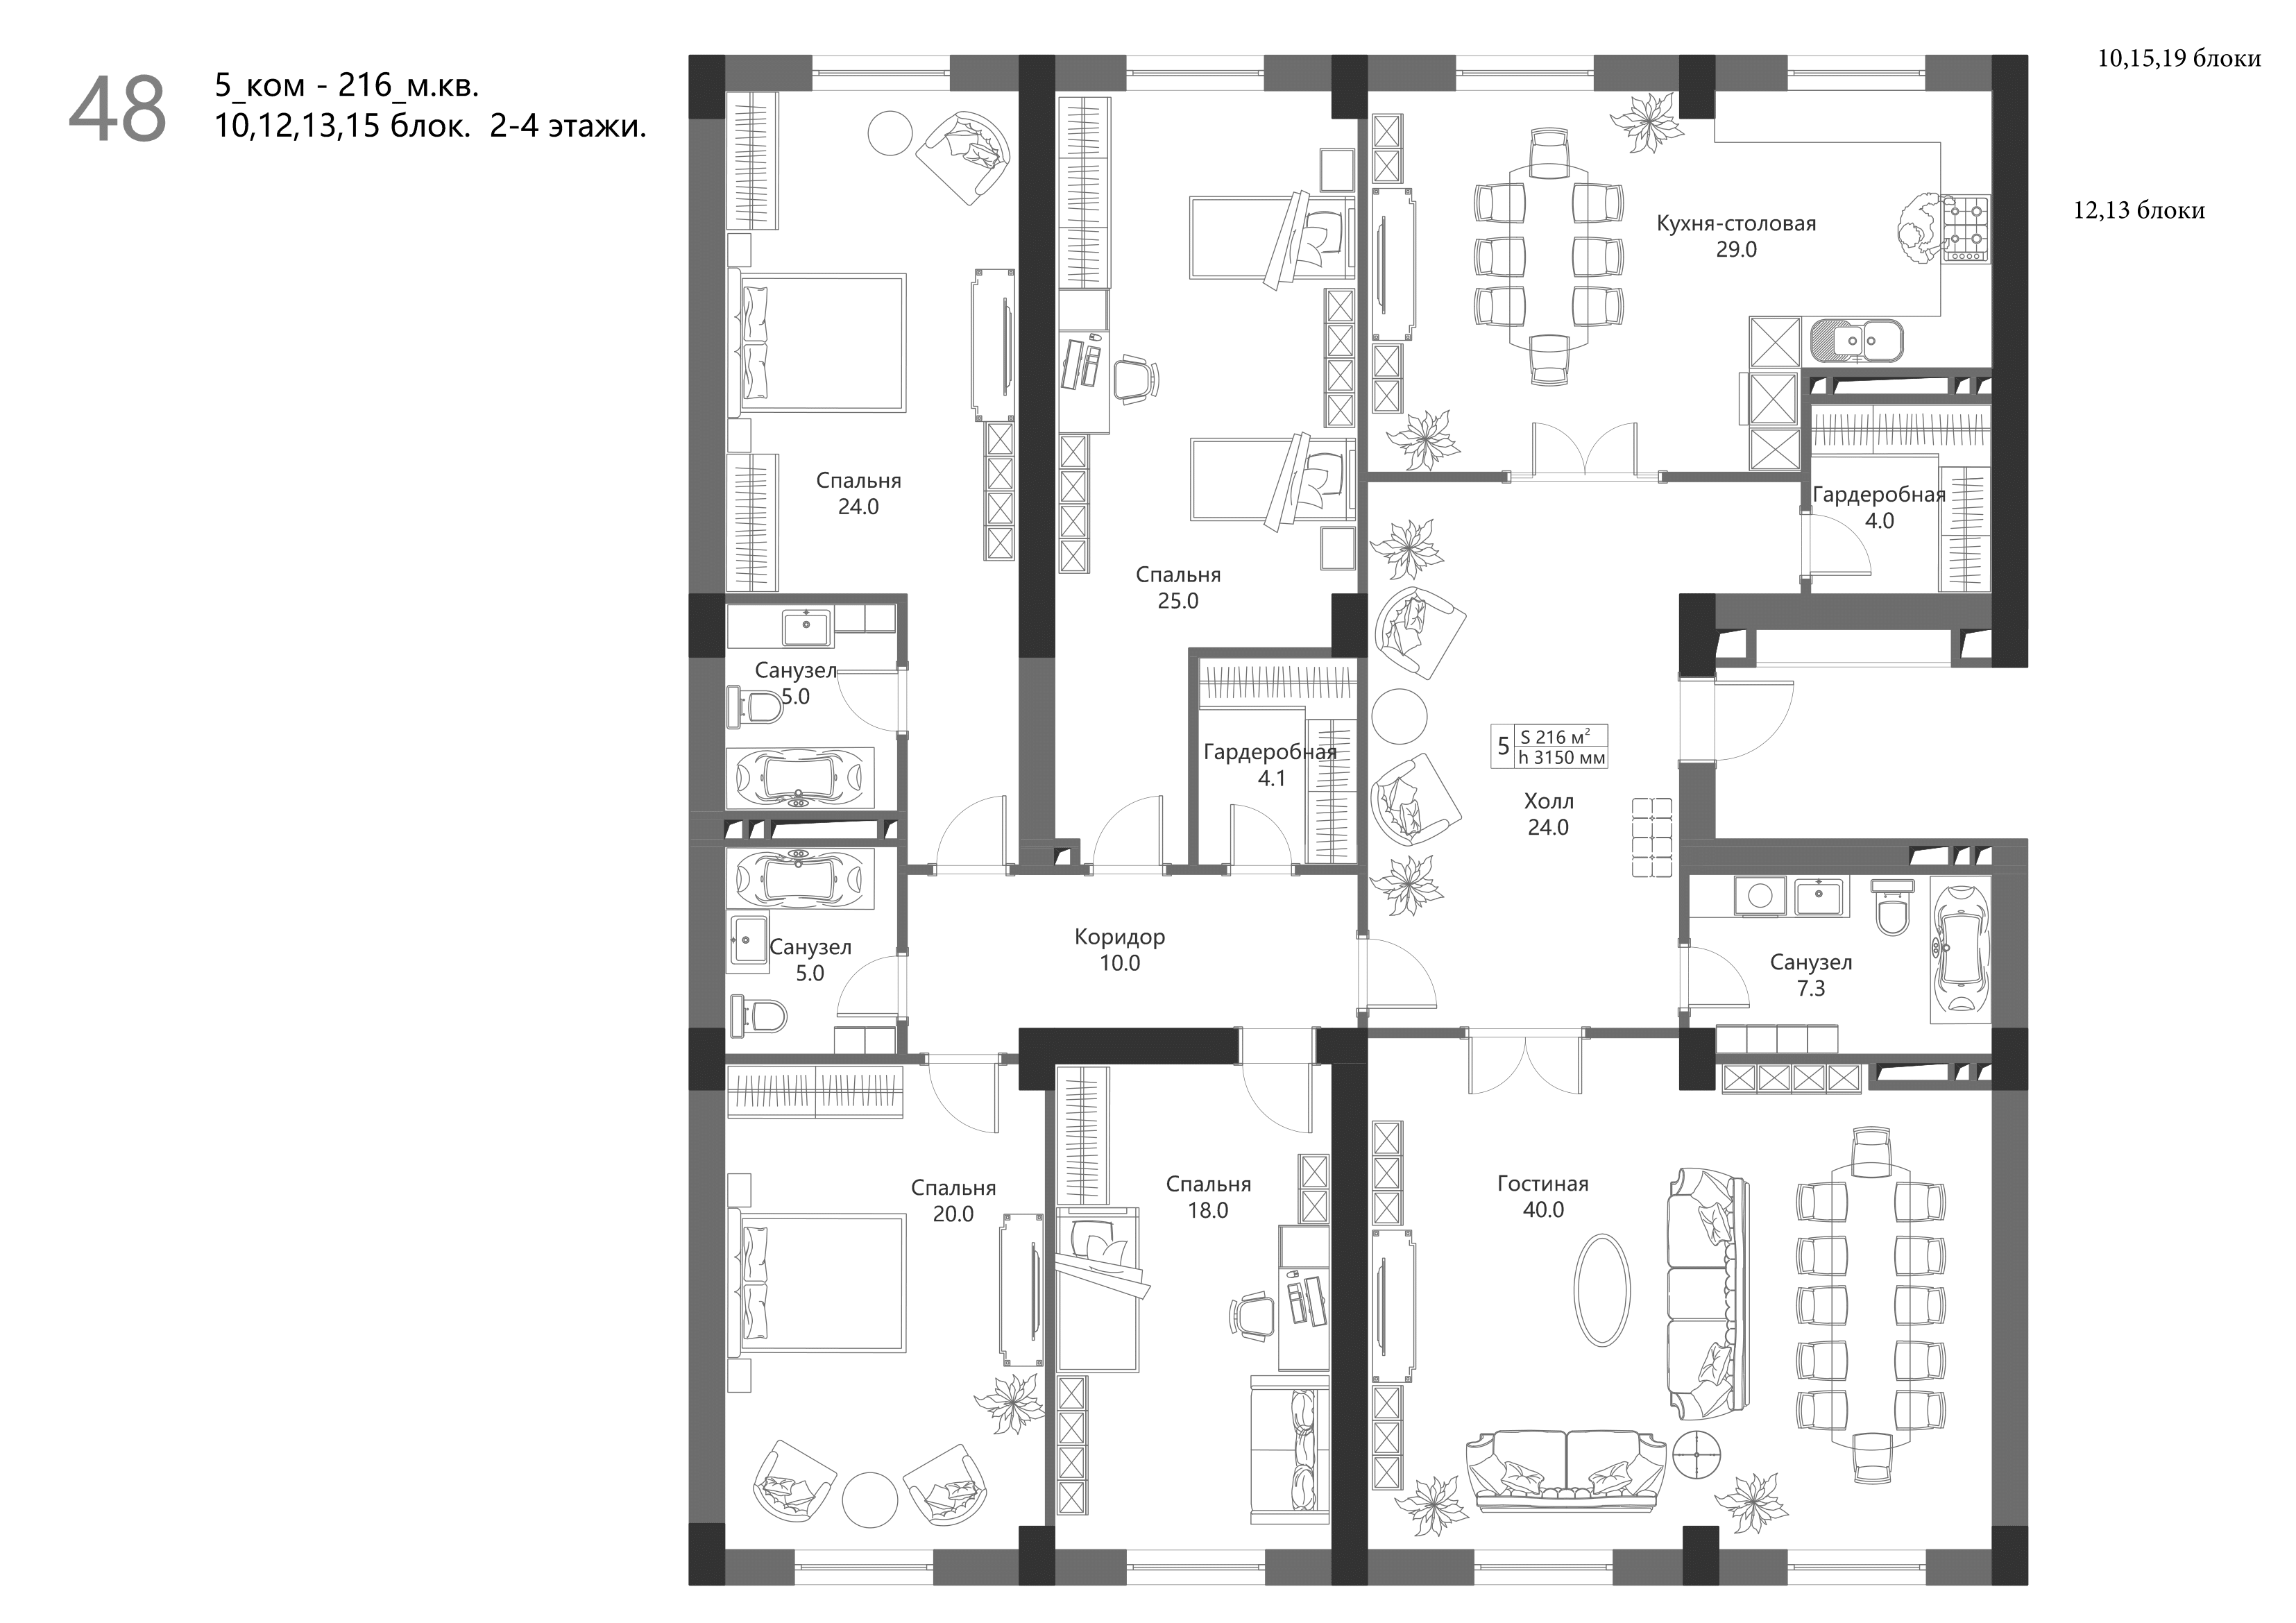 48
5_ком - 216_м.кв.
10,12,13,15 блок.  2-4 этажи.
10,15,19 блоки
12,13 блоки
Кухня-столовая
29.0
Спальня
24.0
Гардеробная
4.0
Спальня
25.0
Санузел
5.0
Гардеробная
4.1
5
S 216 м²
h 3150 мм
Холл
24.0
Коридор
10.0
Санузел
5.0
Санузел
7.3
Спальня
20.0
Спальня
18.0
Гостиная
40.0